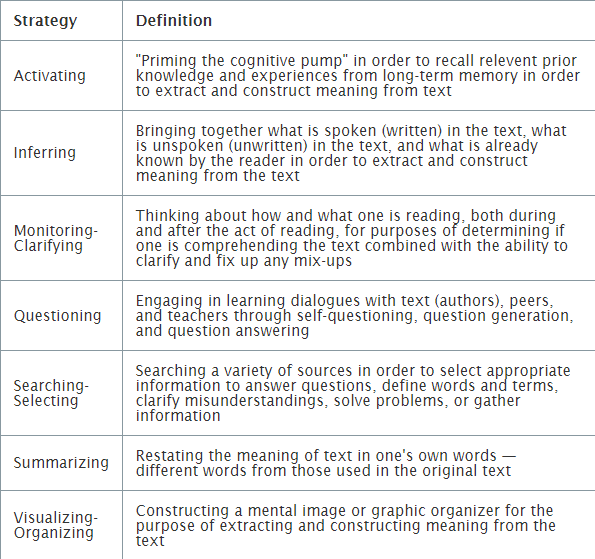 Strategy Definition
Activating
"Priming the cognitive pump" in order to recall relevent prior
knowledge and experiences from long-term memory in order
to extract and construct meaning from text
Inferring
Bringing together what is spoken (written) in the text, what
is unspoken (unwritten) in the text, and what is already
known by the reader in order to extract and construct
meaning from the text
Monitoring-
Clarifying
Thinking about how and what one is reading, both during
and after the act of reading, for purposes of determining if
one is comprehending the text combined with the ability to
clarify and fix up any mix-ups
Questioning
Engaging in learning dialogues with text (authors), peers,
and teachers through self-questioning, question generation,
and question answering
Searching-
Selecting
Searching a variety of sources in order to select appropriate
information to answer questions, define words and terms,
clarify misunderstandings, solve problems, or gather
information
Summarizing
Restating the meaning of text in one's own words —
different words from those used in the original text
Visualizing-
Organizing
Constructing a mental image or graphic organizer for the
purpose of extracting and constructing meaning from the
text